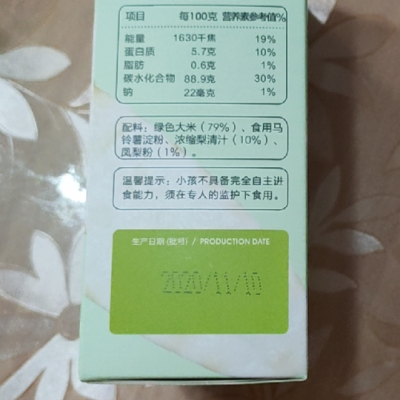 项目 每100克 营养素参考值%
能量 1630千焦 19%
蛋白质 5.7克 10%
脂肪 0.6克 1%
碳水化合物 88.9克 30%
钠 22毫克 1%
配料：绿色大米（79%）、食用马
铃薯淀粉、浓缩梨清汁（10%）、
凤梨粉（1%）。
温馨提示：小孩不具备完全自主进
食能力，须在专人的监护下食用。
生产日期(批号) / PRODUCTION DATE
2020/11/10